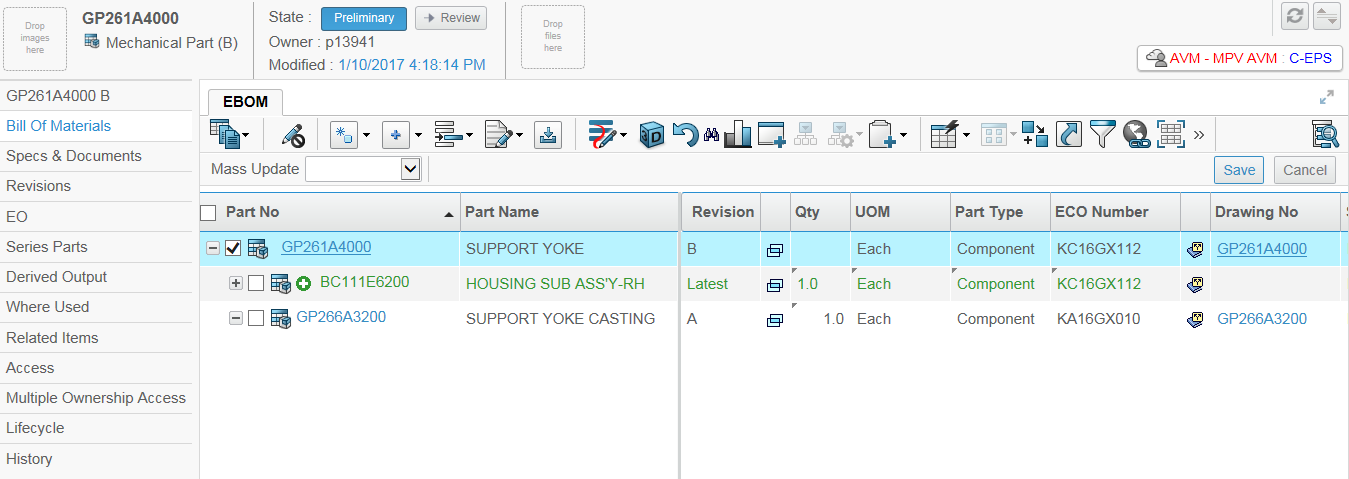 Drop
images
here
GP261A4000
Mechanical Part (B)
State : Preliminary Review
Owner : p13941
Modified : 1/10/2017 4:18:14 PM
Drop
files
here
AVM - MPV AVM : C-EPS
GP261A4000 B
Bill Of Materials
Specs & Documents
Revisions
EO
Series Parts
Derived Output
Where Used
Related Items
Access
Multiple Ownership Access
Lifecycle
History
EBOM
3D
»
Mass Update
Save Cancel
Part No Part Name Revision Qty UOM Part Type ECO Number Drawing No
GP261A4000 SUPPORT YOKE B Each Component KC16GX112 GP261A4000
BC111E6200 HOUSING SUB ASS'Y-RH Latest 1.0 Each Component KC16GX112
GP266A3200 SUPPORT YOKE CASTING A 1.0 Each Component KA16GX010 GP266A3200